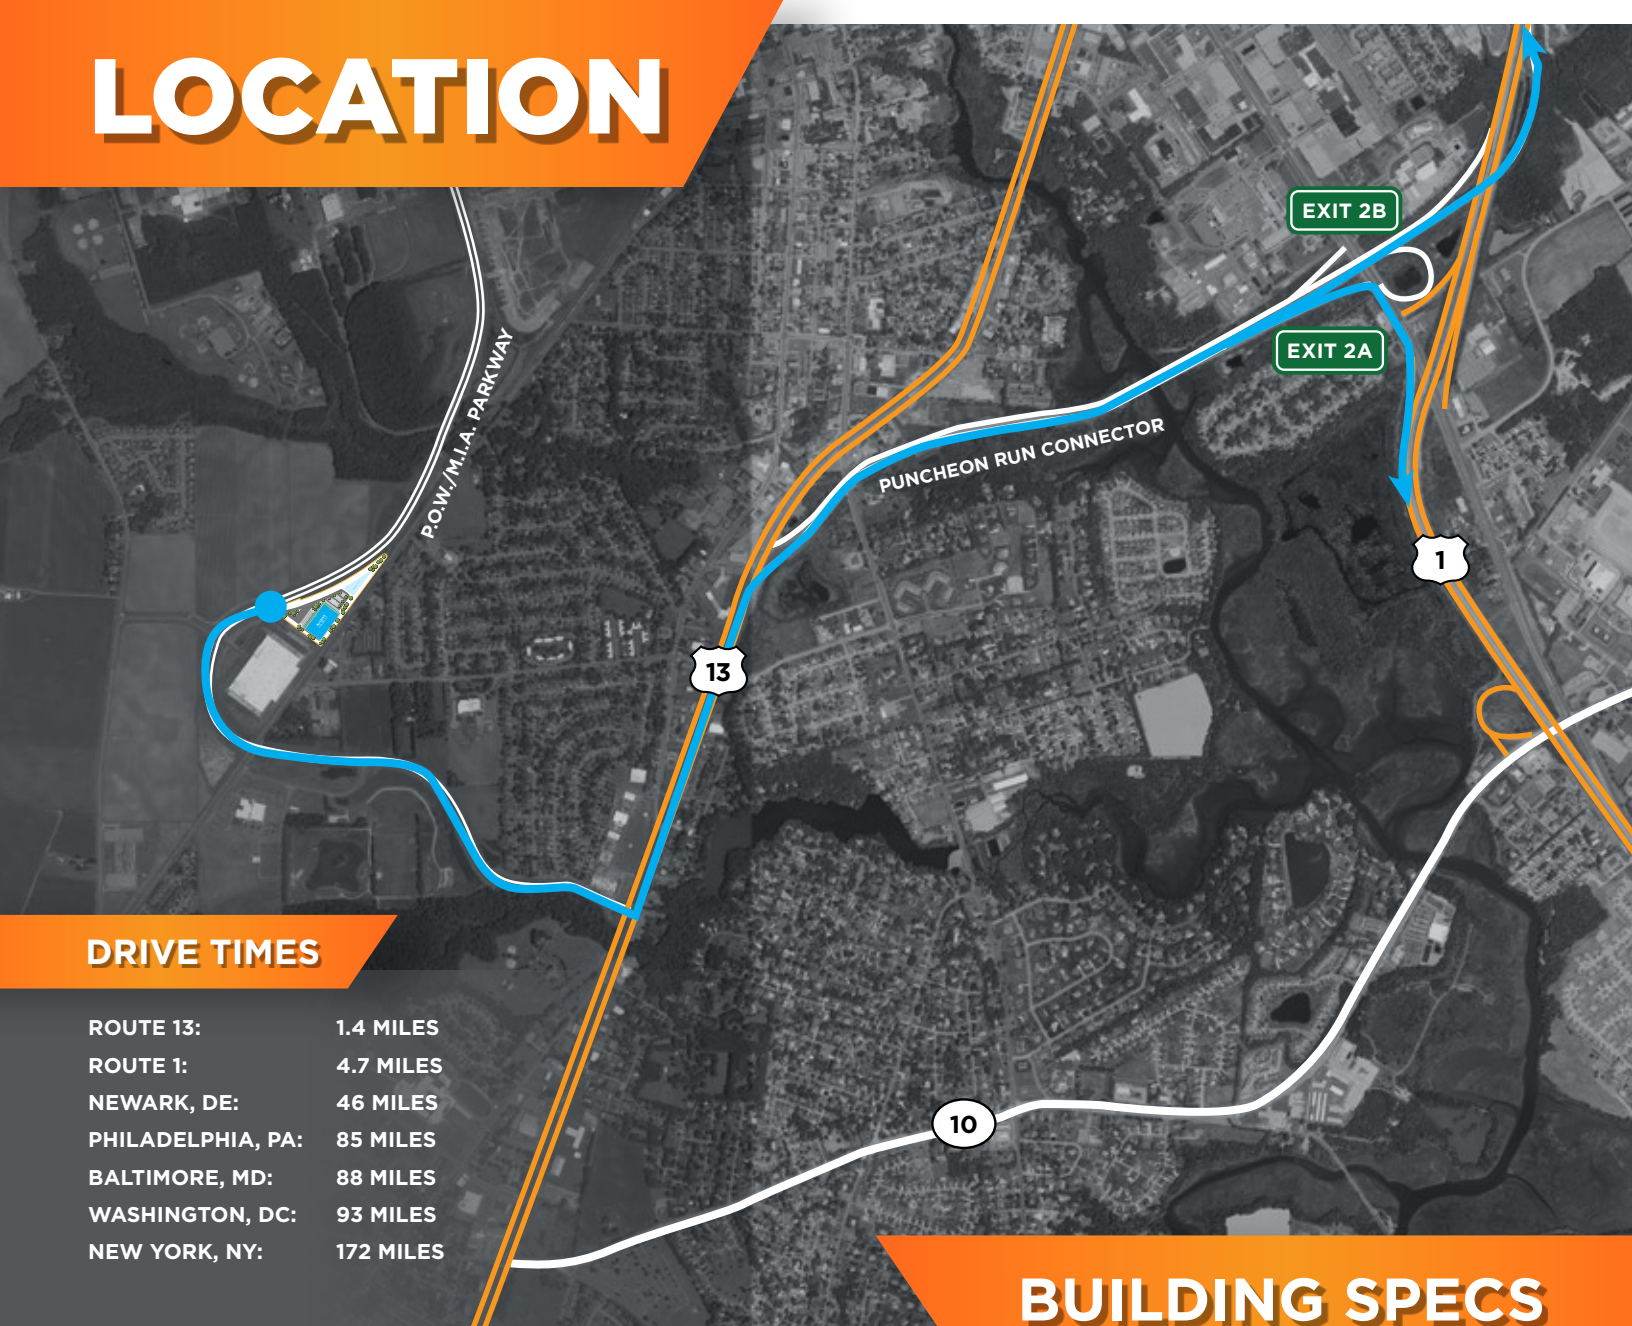 LOCATION
EXIT 2B
EXIT 2A
P.O.W./M.I.A. PARKWAY
PUNCHEON RUN CONNECTOR
1
13
DRIVE TIMES
ROUTE 13: 1.4 MILES
ROUTE 1: 4.7 MILES
NEWARK, DE: 46 MILES
PHILADELPHIA, PA: 85 MILES
BALTIMORE, MD: 88 MILES
WASHINGTON, DC: 93 MILES
NEW YORK, NY: 172 MILES
10
BUILDING SPECS